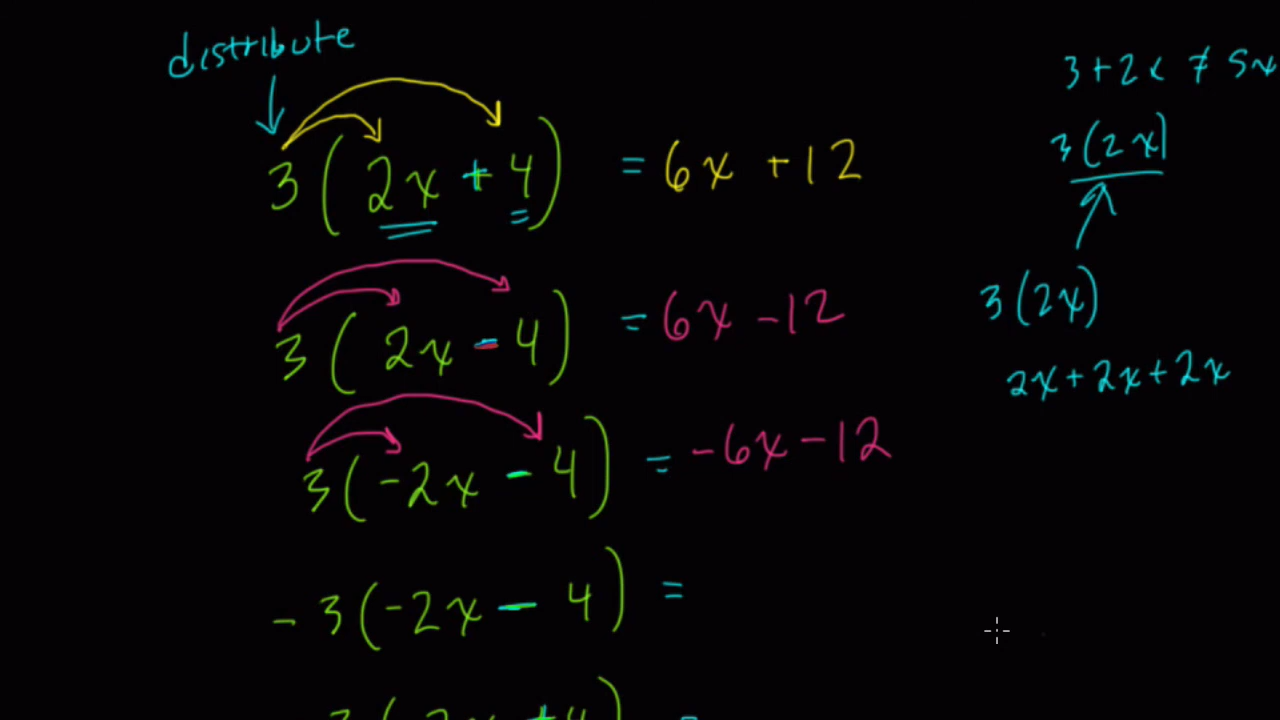 distribute
3(2x + 4) = 6x + 12
3(2x - 4) = 6x - 12
3(-2x - 4) = -6x - 12
-3(-2x - 4) =
3 + 2x ≠ 5x
3(2x)
3(2x)
2x + 2x + 2x